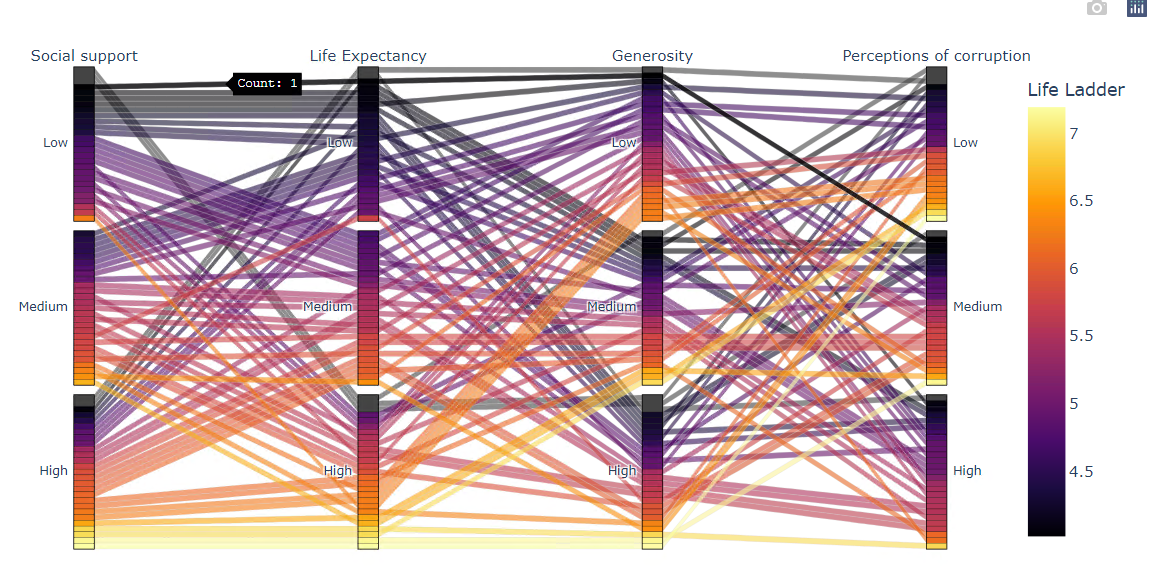 Social support Life Expectancy Generosity Perceptions of corruption
Life Ladder
Count: 1
7
Low Low Low Low
6.5
6
Medium Medium Medium Medium
5.5
5
High High High High
4.5